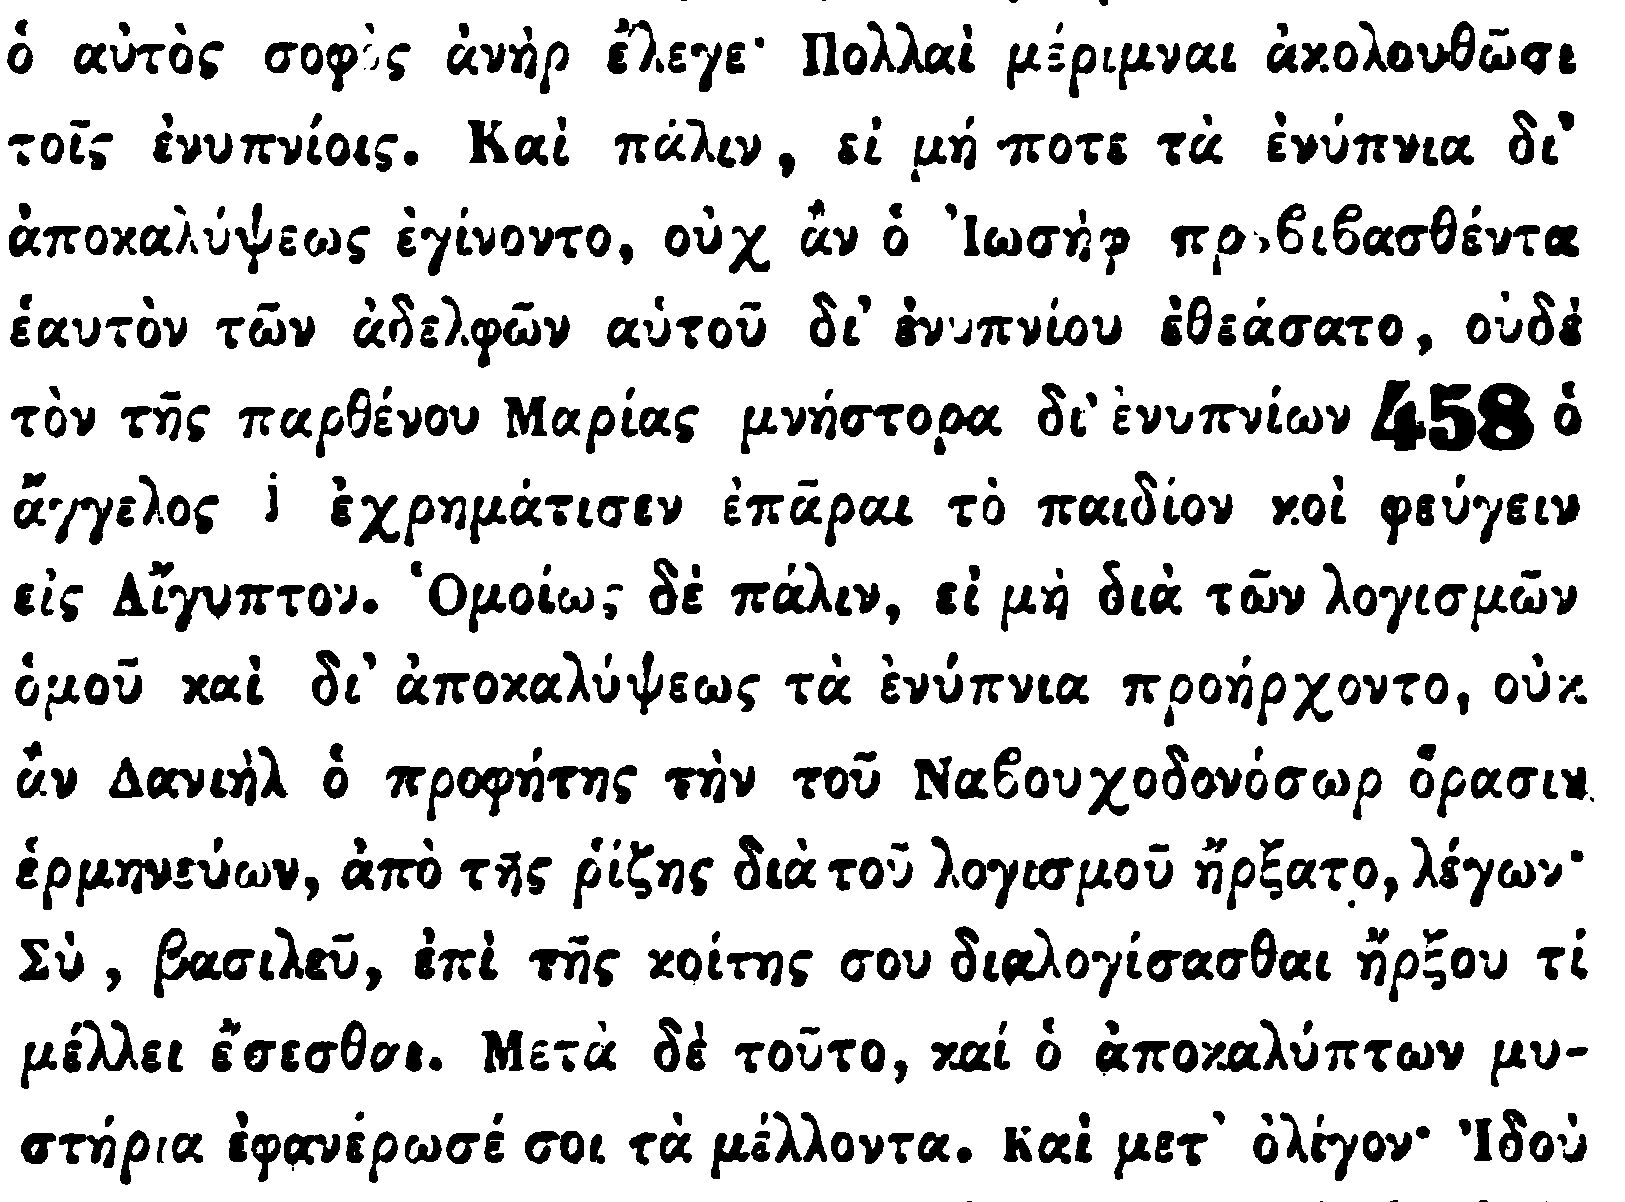 ὁ αὐτὸς σοφὸς ἀνὴρ ἔλεγε· Πολλαὶ μέριμναι ἀκολουθῶσι
τοῖς ἐνυπνίοις. Καὶ πάλιν, εἰ μή ποτε τὰ ἐνύπνια δι'
ἀποκαλύψεως ἐγίνοντο, οὐχ ἂν ὁ Ἰωσὴφ προβιβασθέντα
ἑαυτὸν τῶν ἀδελφῶν αὑτοῦ δι' ἐνυπνίου ἐθεάσατο, οὐδὲ
τὸν τῆς παρθένου Μαρίας μνήστορα δι' ἐνυπνίων 458 ὁ
ἄγγελος j ἐχρημάτισεν ἐπᾶραι τὸ παιδίον κοὶ φεύγειν
εἰς Αἴγυπτον. Ὁμοίως δὲ πάλιν, εἰ μὴ διὰ τῶν λογισμῶν
ὁμοῦ καὶ δι' ἀποκαλύψεως τὰ ἐνύπνια προήρχοντο, οὐκ
ἂν Δανιὴλ ὁ προφήτης τὴν τοῦ Ναβουχοδονόσωρ ὅρασιν
ἑρμηνεύων, ἀπὸ τῆς ῥίζης διὰ τοῦ λογισμοῦ ἤρξατο, λέγων·
Σὺ, βασιλεῦ, ἐπὶ τῆς κοίτης σου διαλογίσασθαι ἤρξου τί
μέλλει ἔσεσθαι. Μετὰ δὲ τοῦτο, καί ὁ ἀποκαλύπτων μυ-
στήρια ἐφανέρωσέ σοι τὰ μέλλοντα. Καὶ μετ' ὀλίγον· Ἰδοὺ